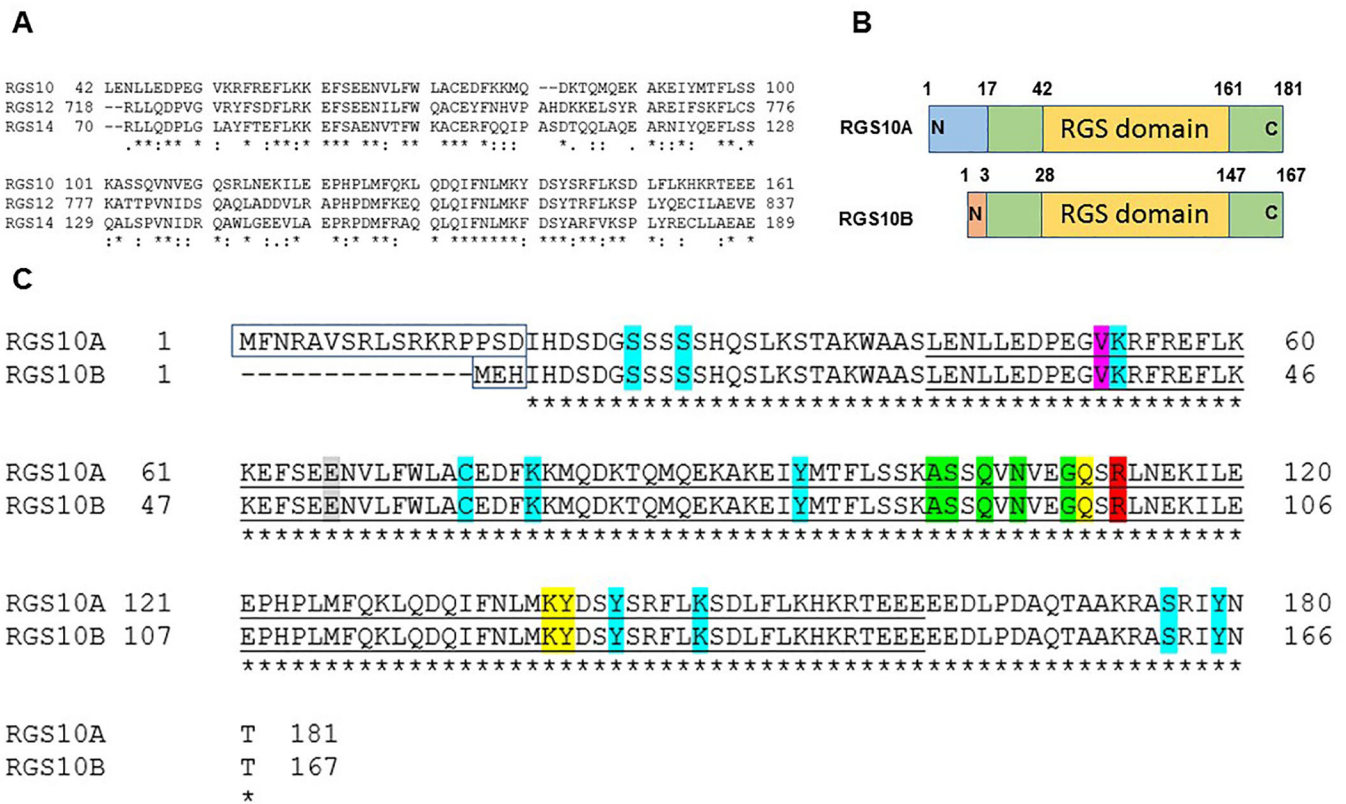 A
RGS10 42 LENLLEDPEG VKRFREFLKK EFSEENVLFW LACEDFKKMQ --DKTQMQEK AKEIYMTFLSS 100
RGS12 718 --RLLQDPVG VRYFSDFLRK EFSEENILFW QACEYFNHVP AHDKKELSYR AREIFSKFLCS 776
RGS14 70 --RLLQDPLG LAYFTEFLKK EFSAENVTFW KACERFQQIP ASDTQQLAQE ARNIYQEFLSS 128
RGS10 101 KASSQVNVEG QSRLNEKILE EPHPLMFQKL QDQIFNLMKY DSYSRFLKSD LFLKHKRTEEE 161
RGS12 777 KATTPVNIDS QAQLADDVLR APHPDMFKEQ QLQIFNLMKF DSYTRFLKSP LYQECILAEVE 837
RGS14 129 QALSPVNIDR QAWLGEEVLA EPRPDMFRAQ QLQIFNLMKF DSYARFVKSP LYRECLLAEAE 189
B
1 17 42 161 181
RGS10A N RGS domain C
1 3 28 147 167
RGS10B N RGS domain C
C
RGS10A 1 MFNRAVSRLSRKRPPSDIHDSDGSSSSSHQSLKSTAKWAASLENLLEDPEGVKRFREFLK 60
RGS10B 1 --------------MEHIHDSDGSSSSSHQSLKSTAKWAASLENLLEDPEGVKRFREFLK 46
*******************************************
RGS10A 61 KEFSEENVLFWLACEDFKKMQDKTQMQEKAKEIYMTFLSSKASSQVNVEGQSRLNEKILE 120
RGS10B 47 KEFSEENVLFWLACEDFKKMQDKTQMQEKAKEIYMTFLSSKASSQVNVEGQSRLNEKILE 106
************************************************************
RGS10A 121 EPHPLMFQKLQDQIFNLMKYDSYSRFLKSDLFLKHKRTEEEEEDLPDAQTAAKRASRIYN 180
RGS10B 107 EPHPLMFQKLQDQIFNLMKYDSYSRFLKSDLFLKHKRTEEEEEDLPDAQTAAKRASRIYN 166
************************************************************
RGS10A T 181
RGS10B T 167
*